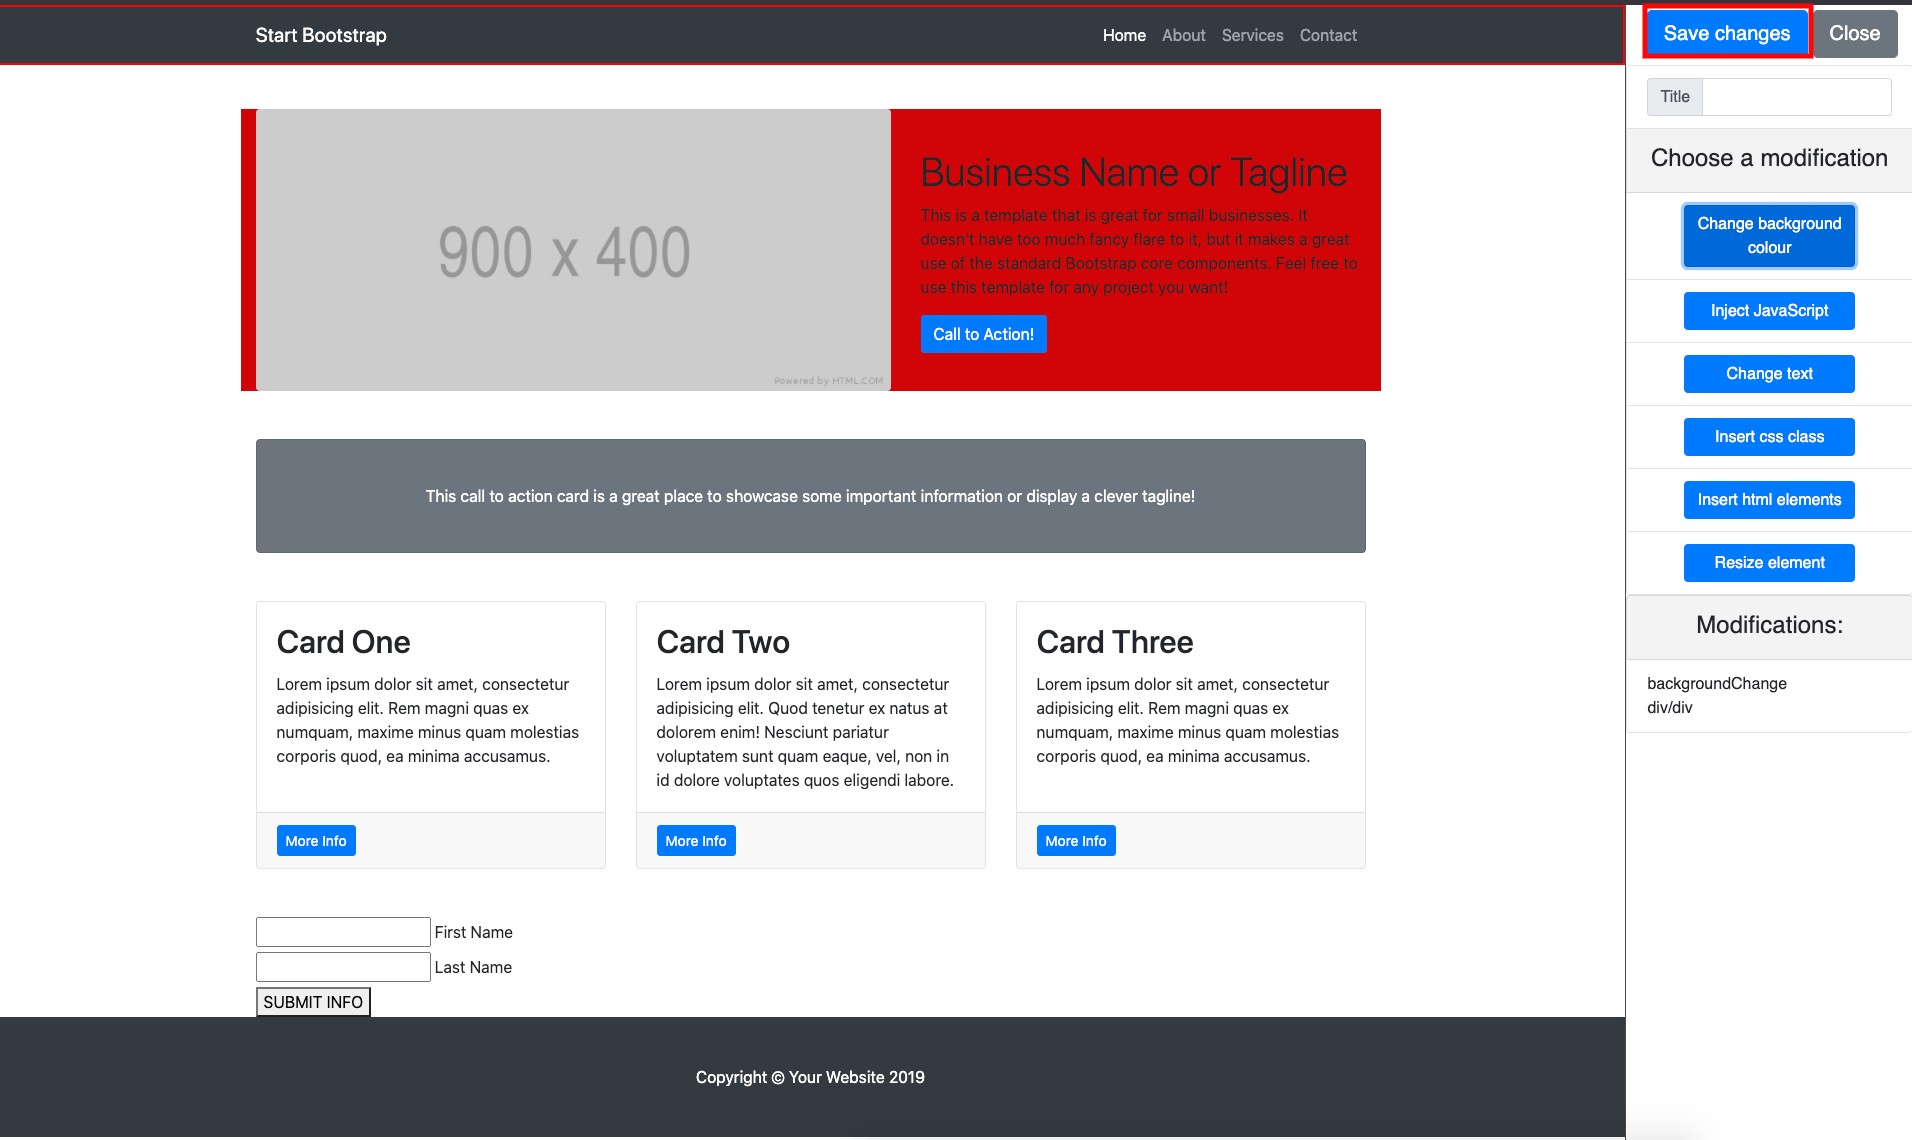 Start Bootstrap
Home About Services Contact
Save changes
Close
Title
Choose a modification
Change background
colour
Inject JavaScript
Change text
Insert css class
Insert html elements
Resize element
Modifications:
backgroundChange
div/div
900 x 400
Powered by HTML.COM
Business Name or Tagline
This is a template that is great for small businesses. It
doesn't have too much fancy flare to it, but it makes a great
use of the standard Bootstrap core components. Feel free to
use this template for any project you want!
Call to Action!
This call to action card is a great place to showcase some important information or display a clever tagline!
Card One
Lorem ipsum dolor sit amet, consectetur
adipisicing elit. Rem magni quas ex
numquam, maxime minus quam molestias
corporis quod, ea minima accusamus.
More Info
Card Two
Lorem ipsum dolor sit amet, consectetur
adipisicing elit. Quod tenetur ex natus at
dolorem enim! Nesciunt pariatur
voluptatem sunt quam eaque, vel, non in
id dolore voluptates quos eligendi labore.
More Info
Card Three
Lorem ipsum dolor sit amet, consectetur
adipisicing elit. Rem magni quas ex
numquam, maxime minus quam molestias
corporis quod, ea minima accusamus.
More Info
First Name
Last Name
SUBMIT INFO
Copyright © Your Website 2019